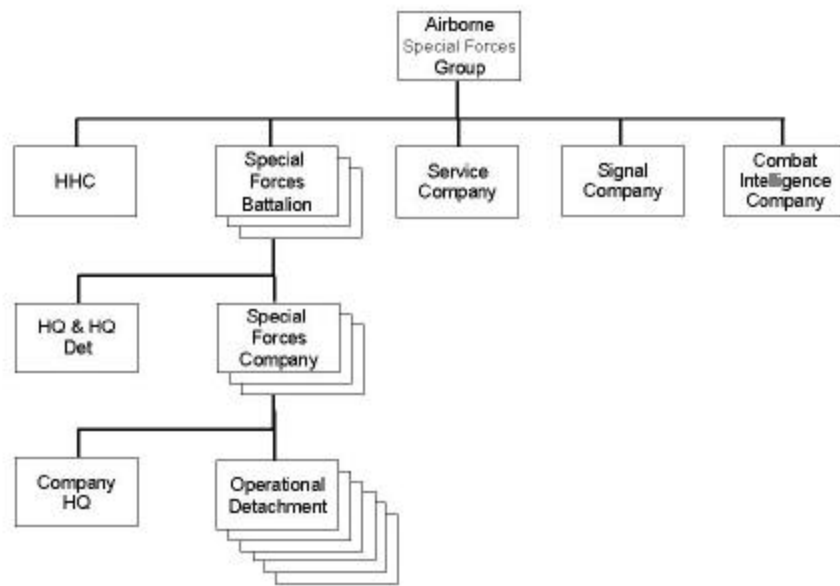 Airborne
Special Forces
Group
HHC
Special
Forces
Battalion
Service
Company
Signal
Company
Combat
Intelligence
Company
HQ & HQ
Det
Special
Forces
Company
Company
HQ
Operational
Detachment